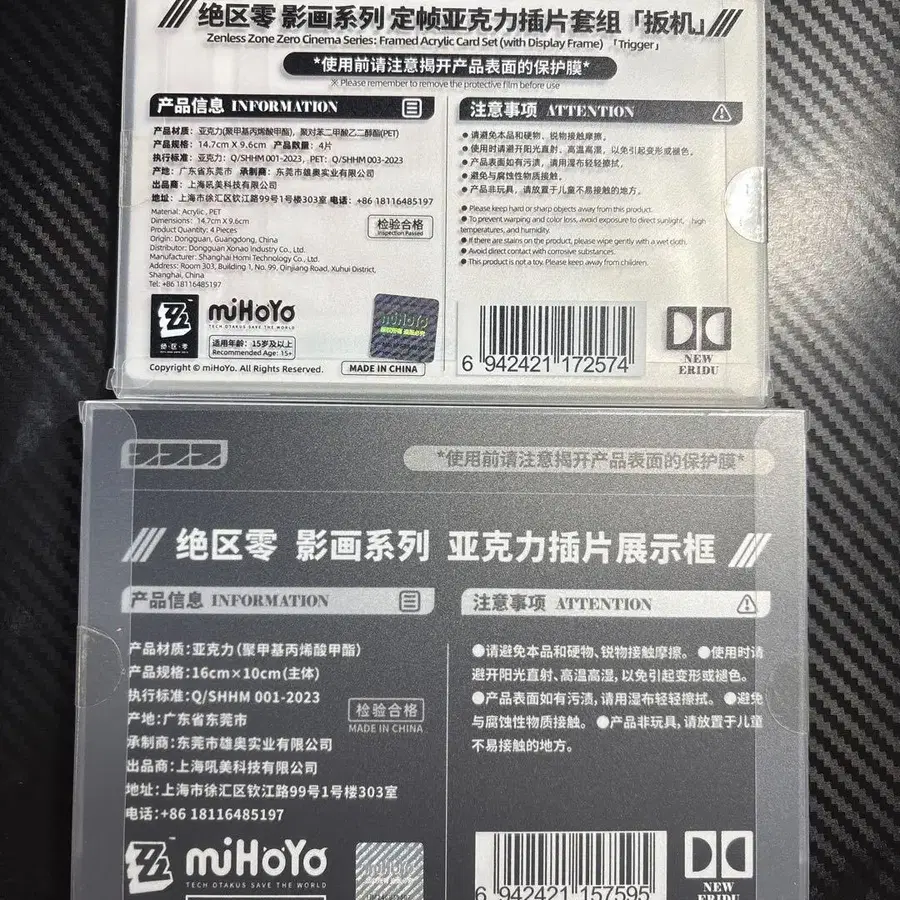 绝区零 影画系列 定帧亚克力插片套组「扳机」
Zenless Zone Zero Cinema Series: Framed Acrylic Card Set (with Display Frame) 「Trigger」
*使用前请注意揭开产品表面的保护膜*
※ Please remember to remove the protective film before use
产品信息 INFORMATION
产品材质：亚克力(聚甲基丙烯酸甲酯)，聚对苯二甲酸乙二醇酯(PET)
产品规格：14.7cm X 9.6cm 产品数量：4片
执行标准：亚克力：Q/SHHM 001-2023，PET：Q/SHHM 003-2023
产地：广东省东莞市 承制商：东莞市雄奥实业有限公司
出品商：上海吼美科技有限公司
地址：上海市徐汇区钦江路99号1号楼303室 电话：+86 18116485197
Material: Acrylic , PET
Dimensions: 14.7cm X 9.6cm
Product Quantity: 4 Pieces
Origin: Dongguan, Guangdong, China
Distributor: Dongguan Xonao Industry Co., Ltd.
Manufacturer: Shanghai Homi Technology Co., Ltd.
Address: Room 303, Building 1, No. 99, Qinjiang Road, Xuhui District,
Shanghai, China
Tel: +86 18116485197
检验合格
Inspection Passed
绝·区·零
miHoYo
TECH OTAKUS SAVE THE WORLD
适用年龄：15岁及以上
Recommended Age: 15+
miHoYo
版权所有 盗版必究
Copyright © miHoYo. All Rights Reserved.
MADE IN CHINA
注意事项 ATTENTION
● 请避免本品和硬物、锐物接触摩擦。
● 使用时请避开阳光直射、高温高湿，以免引起变形或褪色。
● 产品表面如有污渍，请用湿布轻轻擦拭。
● 避免与腐蚀性物质接触。
● 产品非玩具，请放置于儿童不易接触的地方。
● Please keep hard or sharp objects away from this product.
● To prevent warping and color loss, avoid exposure to direct sunlight, high
temperatures, and humidity.
● If there are stains on the product, please wipe gently with a wet cloth.
● Avoid direct contact with corrosive substances.
● This product is not a toy. Please keep away from children.
6 942421 172574
NEW
ERIDU
*使用前请注意揭开产品表面的保护膜*
绝区零 影画系列 亚克力插片展示框
产品信息 INFORMATION
产品材质：亚克力(聚甲基丙烯酸甲酯)
产品规格：16cm×10cm(主体)
执行标准：Q/SHHM 001-2023
产地：广东省东莞市
承制商：东莞市雄奥实业有限公司
出品商：上海吼美科技有限公司
地址：上海市徐汇区钦江路99号1号楼303室
电话：+86 18116485197
检验合格
MADE IN CHINA
miHoYo
TECH OTAKUS SAVE THE WORLD
miHoYo
注意事项 ATTENTION
●请避免本品和硬物、锐物接触摩擦。 ●使用时请
避开阳光直射、高温高湿，以免引起变形或褪色。
●产品表面如有污渍，请用湿布轻轻擦拭。 ●避免
与腐蚀性物质接触。 ●产品非玩具，请放置于儿童
不易接触的地方。
6 942421 157595
NEW
ERIDU